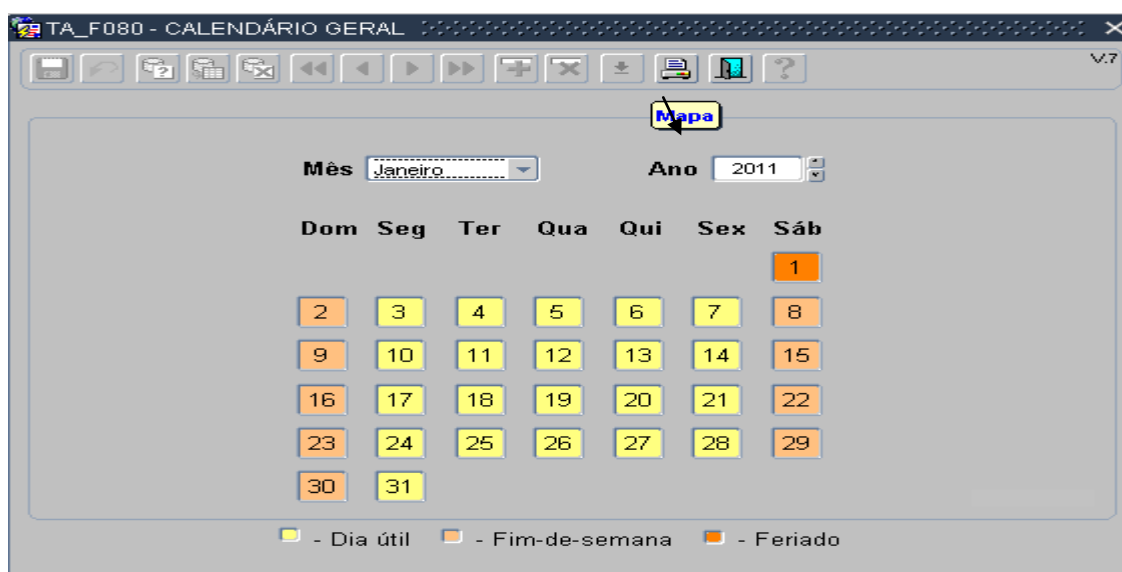 TA_F080 - CALENDÁRIO GERAL
V.7
Mapa
Mês Janeiro Ano 2011
Dom Seg Ter Qua Qui Sex Sáb
1
2 3 4 5 6 7 8
9 10 11 12 13 14 15
16 17 18 19 20 21 22
23 24 25 26 27 28 29
30 31
- Dia útil - Fim-de-semana - Feriado